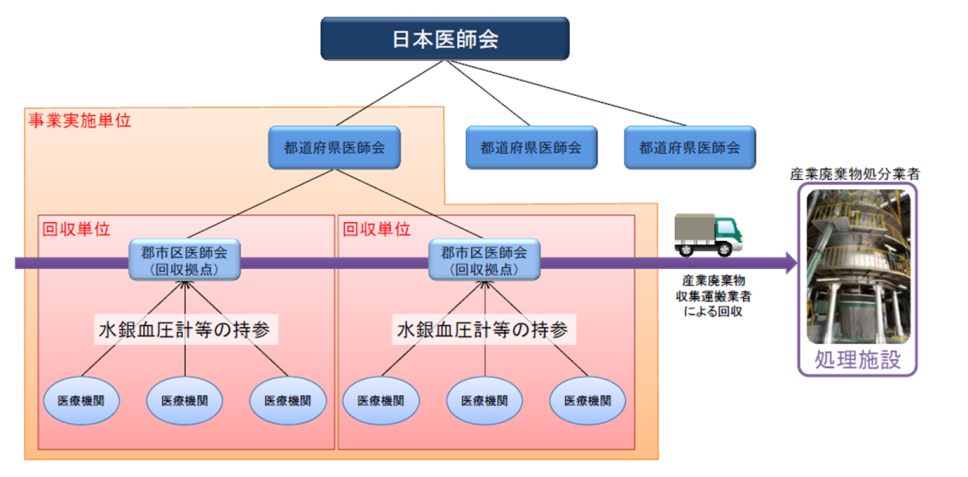 日本医師会
事業実施単位
都道府県医師会
都道府県医師会
都道府県医師会
産業廃棄物処分業者
回収単位
回収単位
郡市区医師会
(回収拠点)
郡市区医師会
(回収拠点)
産業廃棄物
収集運搬業者
による回収
水銀血圧計等の持参
水銀血圧計等の持参
処理施設
医療機関
医療機関
医療機関
医療機関
医療機関
医療機関